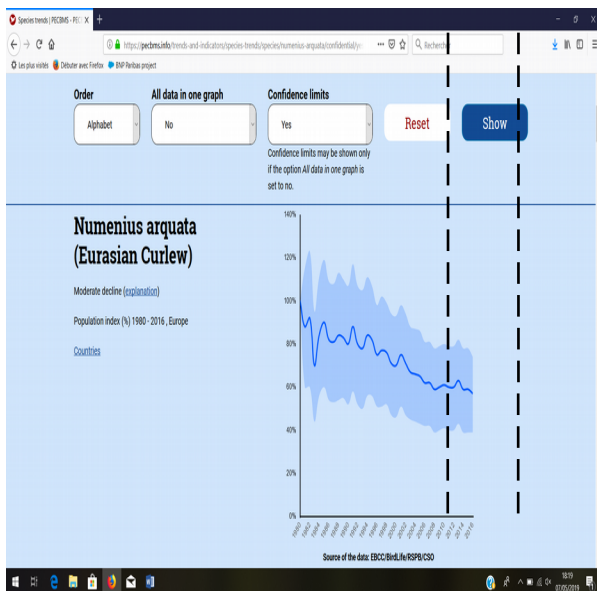 Species trends | PECBMS - PEC
https://pecbms.info/trends-and-indicators/species-trends/species/numenius-arquata/confidential/
Rechercher
Les plus visités Débuter avec Firefox BNP Paribas project
Order All data in one graph Confidence limits
Alphabet No Yes Reset Show
Confidence limits may be shown only
if the option All data in one graph is
set to no.
Numenius arquata
(Eurasian Curlew)
Moderate decline (explanation)
Population index (%) 1980 - 2016 , Europe
Countries
140%
120%
100%
80%
60%
40%
20%
0%
1980 1982 1984 1986 1988 1990 1992 1994 1996 1998 2000 2002 2004 2006 2008 2010 2012 2014 2016
Source of the data: EBCC/BirdLife/RSPB/CSO
18:19
07/05/2019